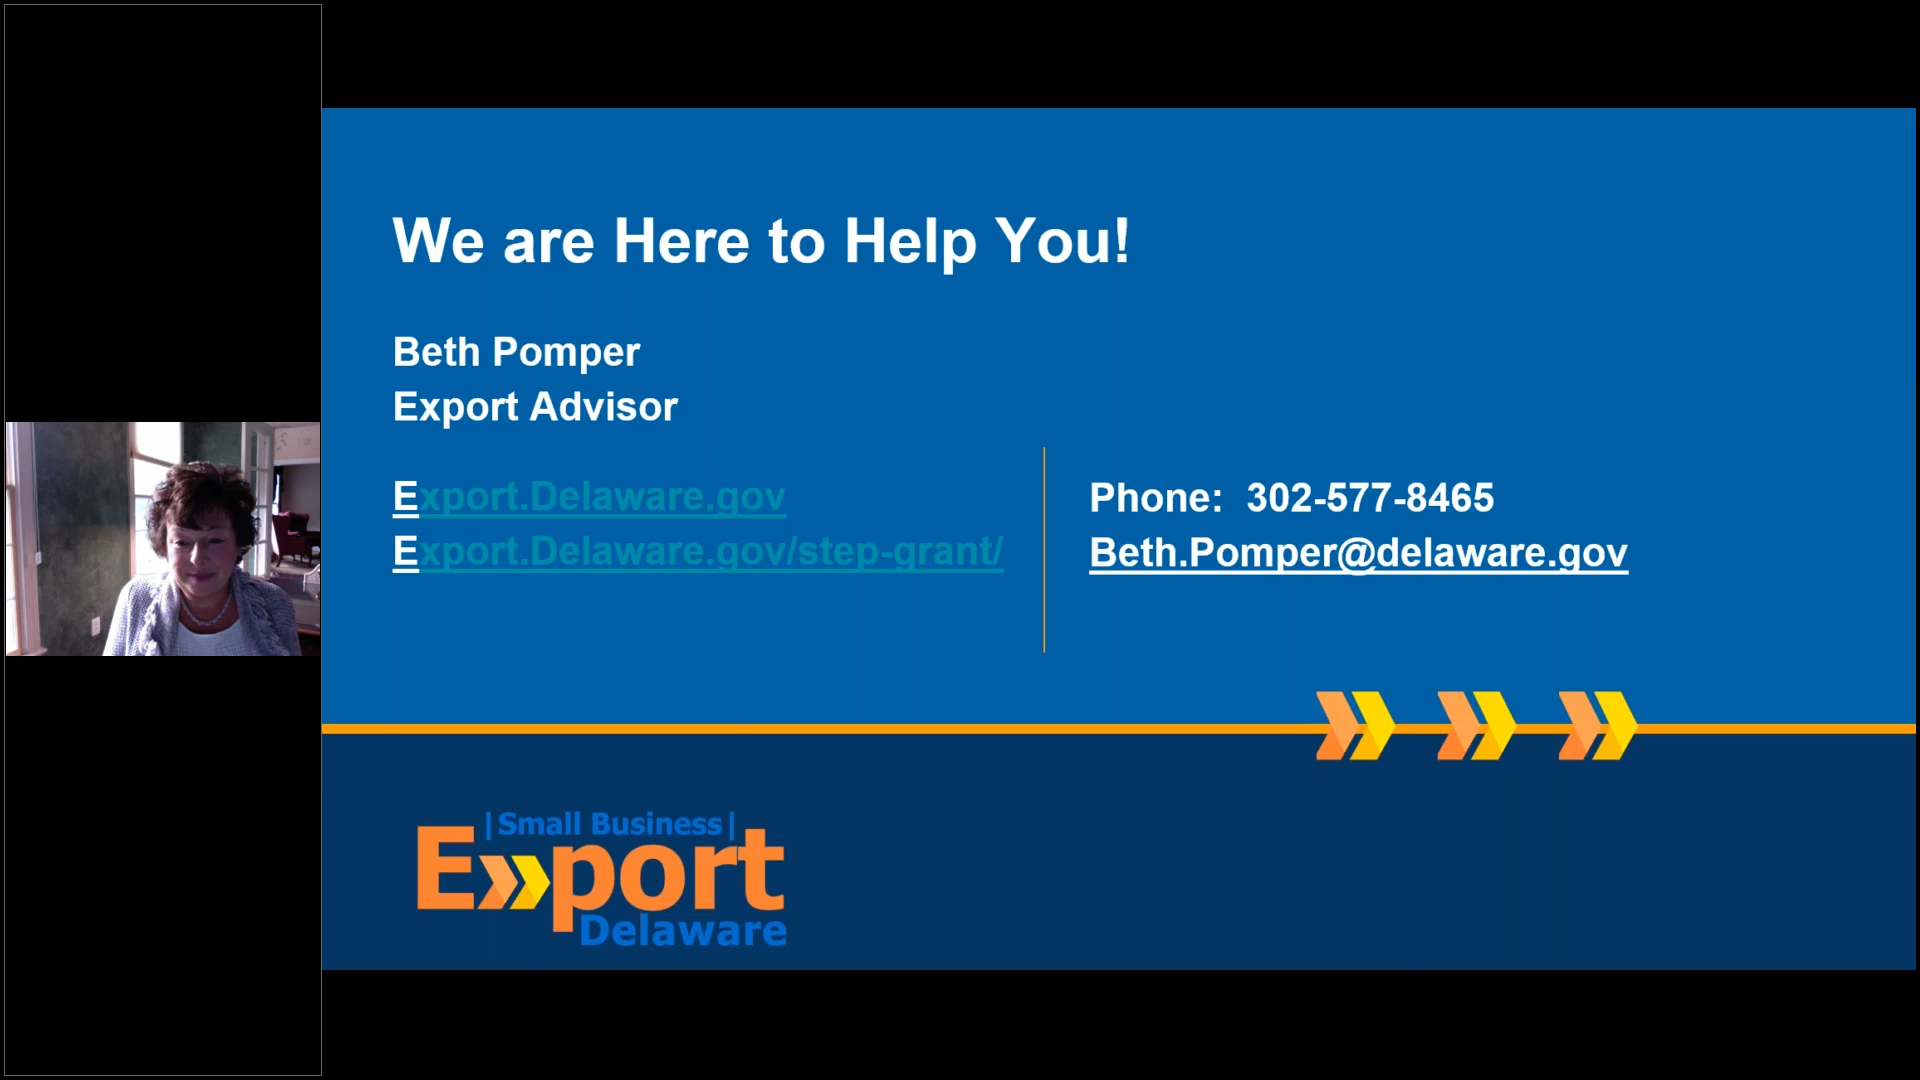 We are Here to Help You!
Beth Pomper
Export Advisor
Export.Delaware.gov
Export.Delaware.gov/step-grant/
Phone: 302-577-8465
Beth.Pomper@delaware.gov
|Small Business|
Export
Delaware